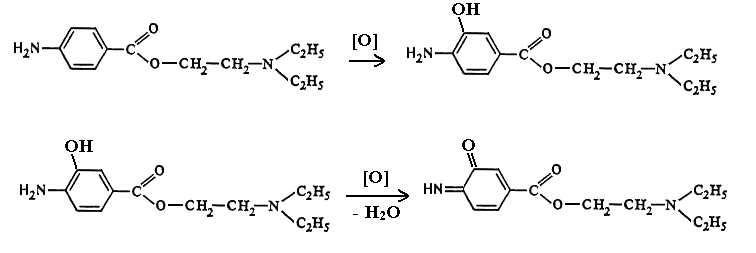 OH
H₂N C O O CH₂ CH₂ N C₂H₅ C₂H₅ [O] H₂N C O O CH₂ CH₂ N C₂H₅ C₂H₅
OH O
H₂N C O O CH₂ CH₂ N C₂H₅ C₂H₅ [O] HN C O O CH₂ CH₂ N C₂H₅ C₂H₅
- H₂O